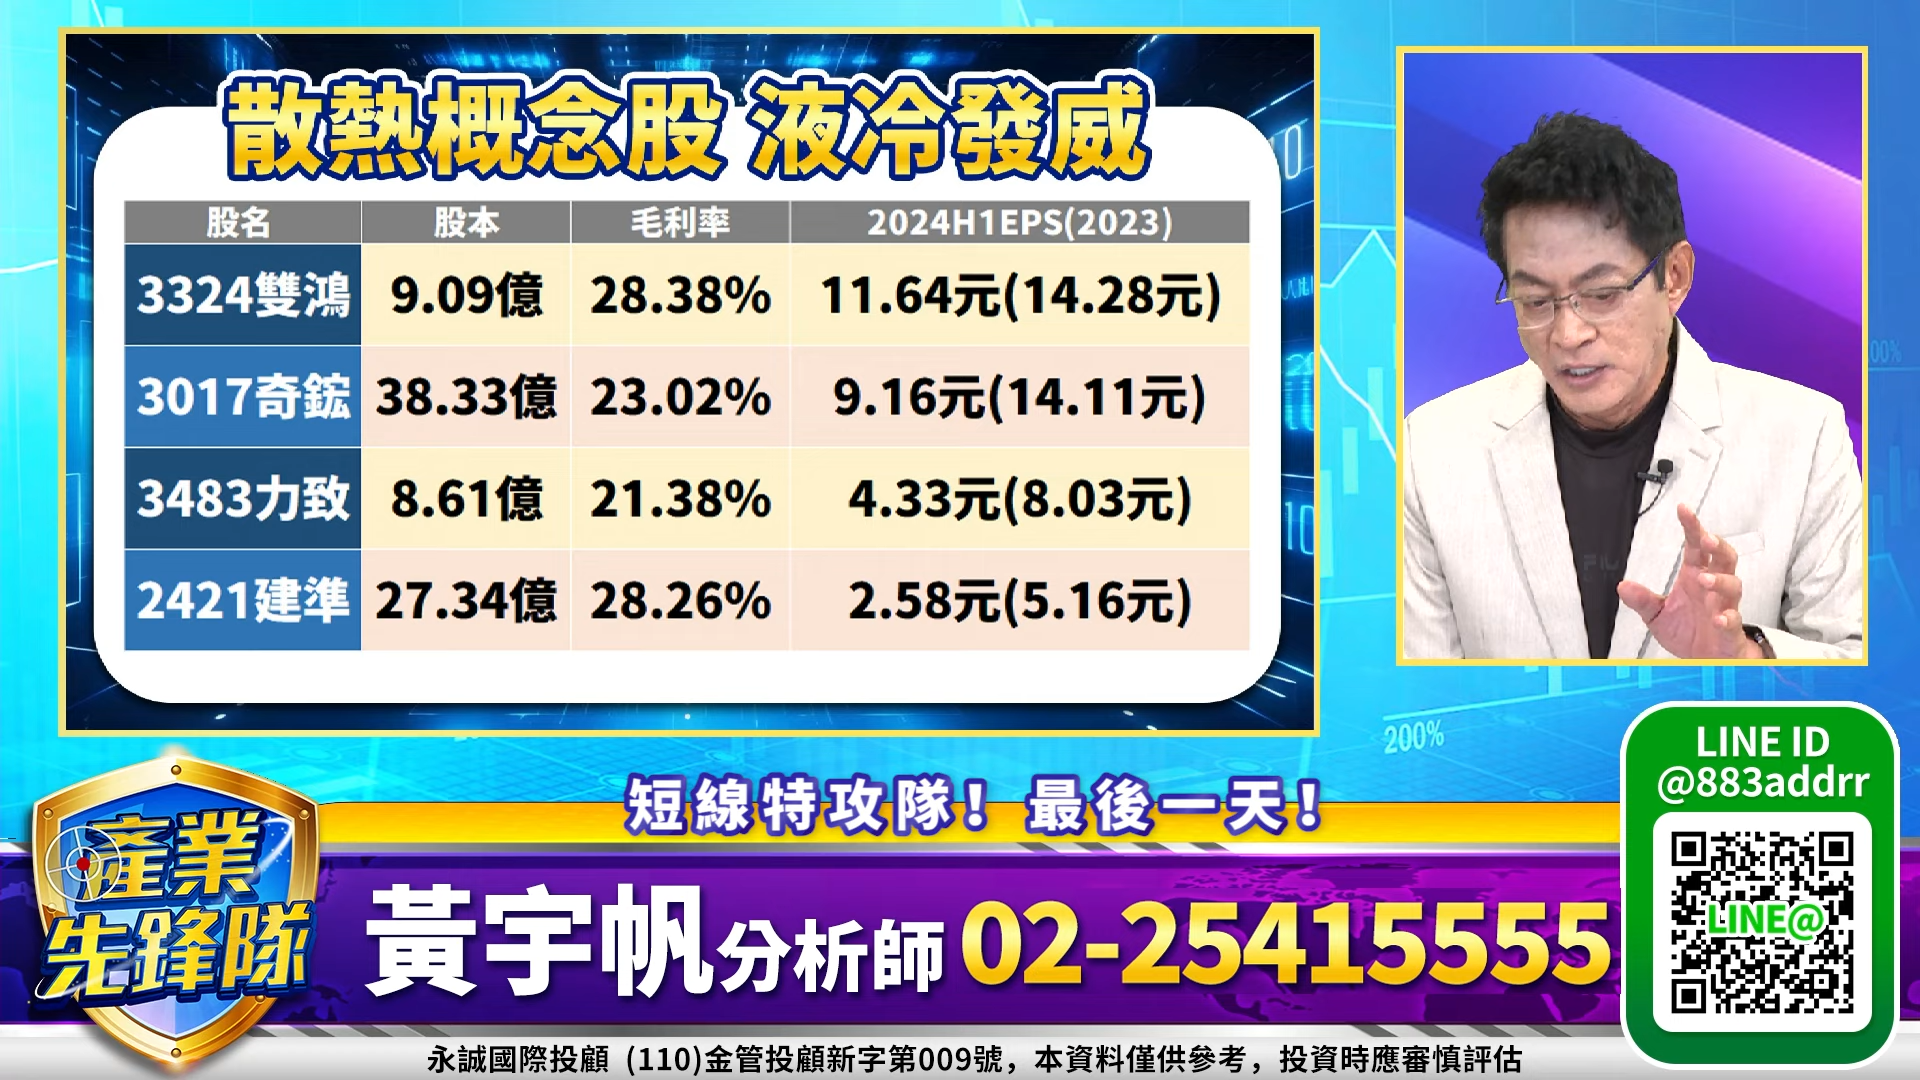 散熱概念股 液冷發威
股名 股本 毛利率 2024H1EPS(2023)
3324雙鴻 9.09億 28.38% 11.64元(14.28元)
3017奇鋐 38.33億 23.02% 9.16元(14.11元)
3483力致 8.61億 21.38% 4.33元(8.03元)
2421建準 27.34億 28.26% 2.58元(5.16元)
200%
LINE ID
@883addrr
LINE@
短線特攻隊！最後一天！
產業
先鋒隊
黃宇帆分析師 02-25415555
永誠國際投顧 (110)金管投顧新字第009號，本資料僅供參考，投資時應審慎評估